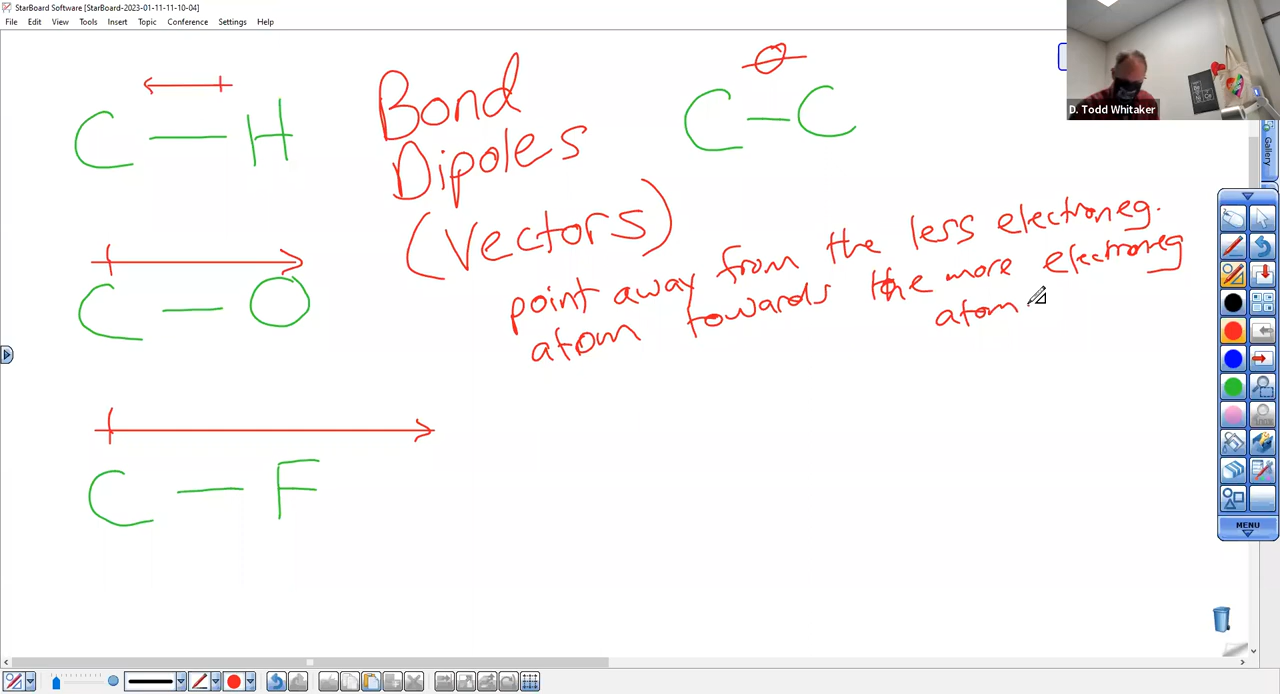 StarBoard Software [StarBoard-2023-01-11-11-10-04]
File Edit View Tools Insert Topic Conference Settings Help
C — H
Bond
Dipoles
(Vectors)
C - C
D. Todd Whitaker
Gallery
point away from the less electroneg.
atom towards the more electroneg
atom
C — O
C — F
MENU